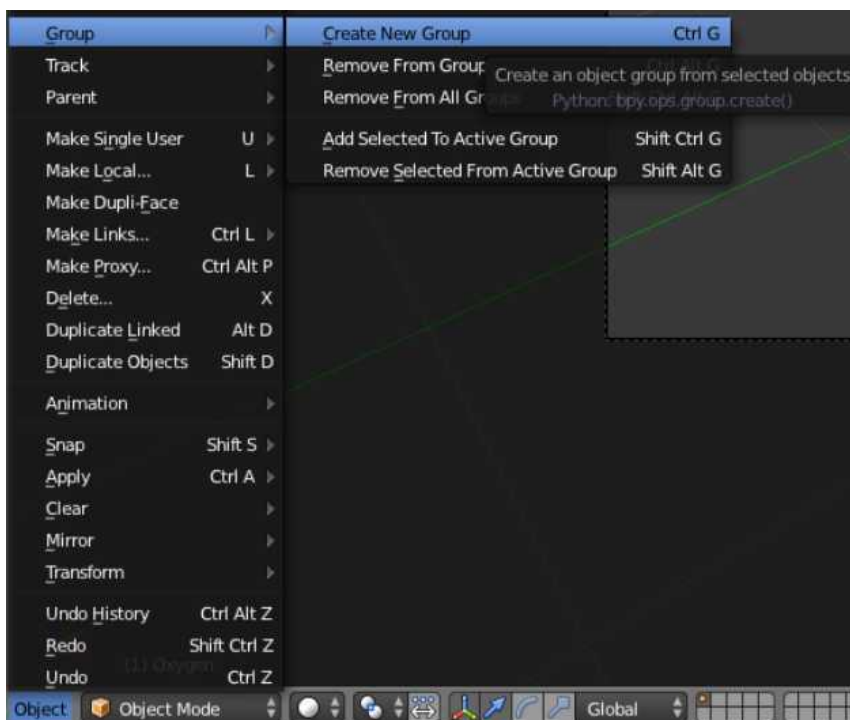 Group
Track
Parent
Make Single User U
Make Local... L
Make Dupli-Face
Make Links... Ctrl L
Make Proxy... Ctrl Alt P
Delete... X
Duplicate Linked Alt D
Duplicate Objects Shift D
Animation
Snap Shift S
Apply Ctrl A
Clear
Mirror
Transform
Undo History Ctrl Alt Z
Redo Shift Ctrl Z
Undo Ctrl Z
(1) Oxygen
Create New Group Ctrl G
Remove From Group
Remove From All Groups
Create an object group from selected objects
Python: bpy.ops.group.create()
Add Selected To Active Group Shift Ctrl G
Remove Selected From Active Group Shift Alt G
Object Object Mode Global